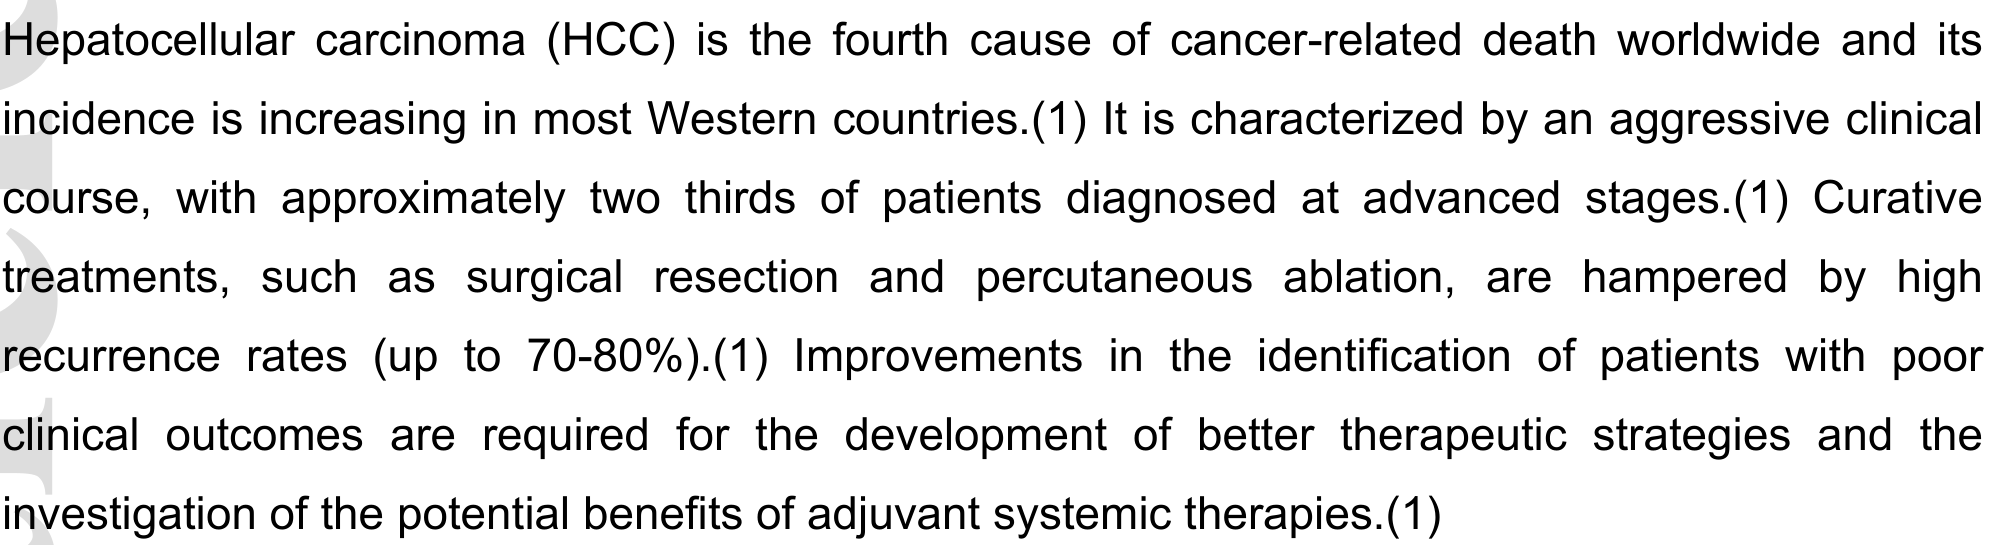 Hepatocellular carcinoma (HCC) is the fourth cause of cancer-related death worldwide and its
incidence is increasing in most Western countries.(1) It is characterized by an aggressive clinical
course, with approximately two thirds of patients diagnosed at advanced stages.(1) Curative
treatments, such as surgical resection and percutaneous ablation, are hampered by high
recurrence rates (up to 70-80%).(1) Improvements in the identification of patients with poor
clinical outcomes are required for the development of better therapeutic strategies and the
investigation of the potential benefits of adjuvant systemic therapies.(1)